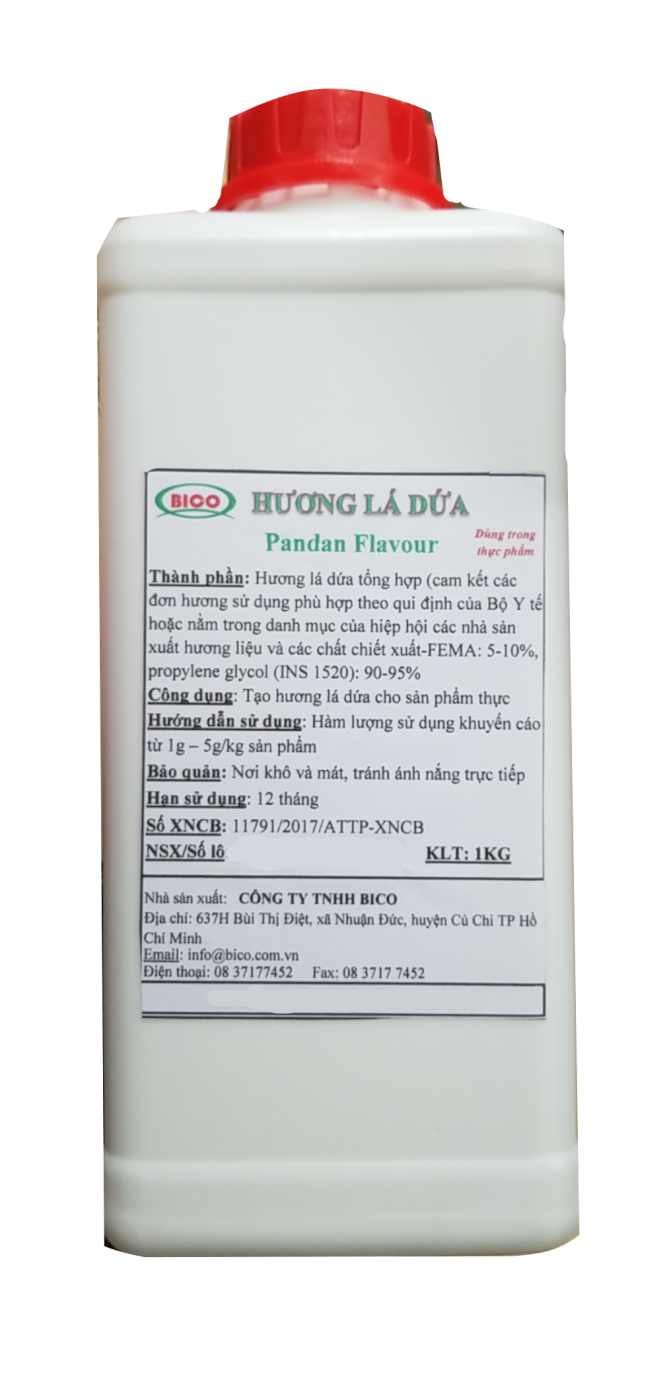 BICO HƯƠNG LÁ DỨA
Pandan Flavour
Dùng trong
thực phẩm
Thành phần: Hương lá dứa tổng hợp (cam kết các
đơn hương sử dụng phù hợp theo qui định của Bộ Y tế
hoặc nằm trong danh mục của hiệp hội các nhà sản
xuất hương liệu và các chất chiết xuất-FEMA: 5-10%,
propylene glycol (INS 1520): 90-95%
Công dụng: Tạo hương lá dứa cho sản phẩm thực
Hướng dẫn sử dụng: Hàm lượng sử dụng khuyến cáo
từ 1g – 5g/kg sản phẩm
Bảo quản: Nơi khô và mát, tránh ánh nắng trực tiếp
Hạn sử dụng: 12 tháng
Số XNCB: 11791/2017/ATTP-XNCB
NSX/Số lô KLT: 1KG
Nhà sản xuất: CÔNG TY TNHH BICO
Địa chỉ: 637H Bùi Thị Điệt, xã Nhuận Đức, huyện Củ Chi TP Hồ
Chí Minh
Email: info@bico.com.vn
Điện thoại: 08 37177452 Fax: 08 3717 7452